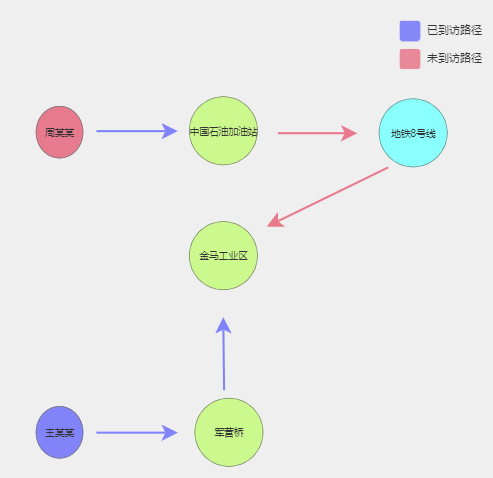 已到访路径
未到访路径
周某某
中国石油加油站
地铁8号线
金马工业区
王某某
军营桥